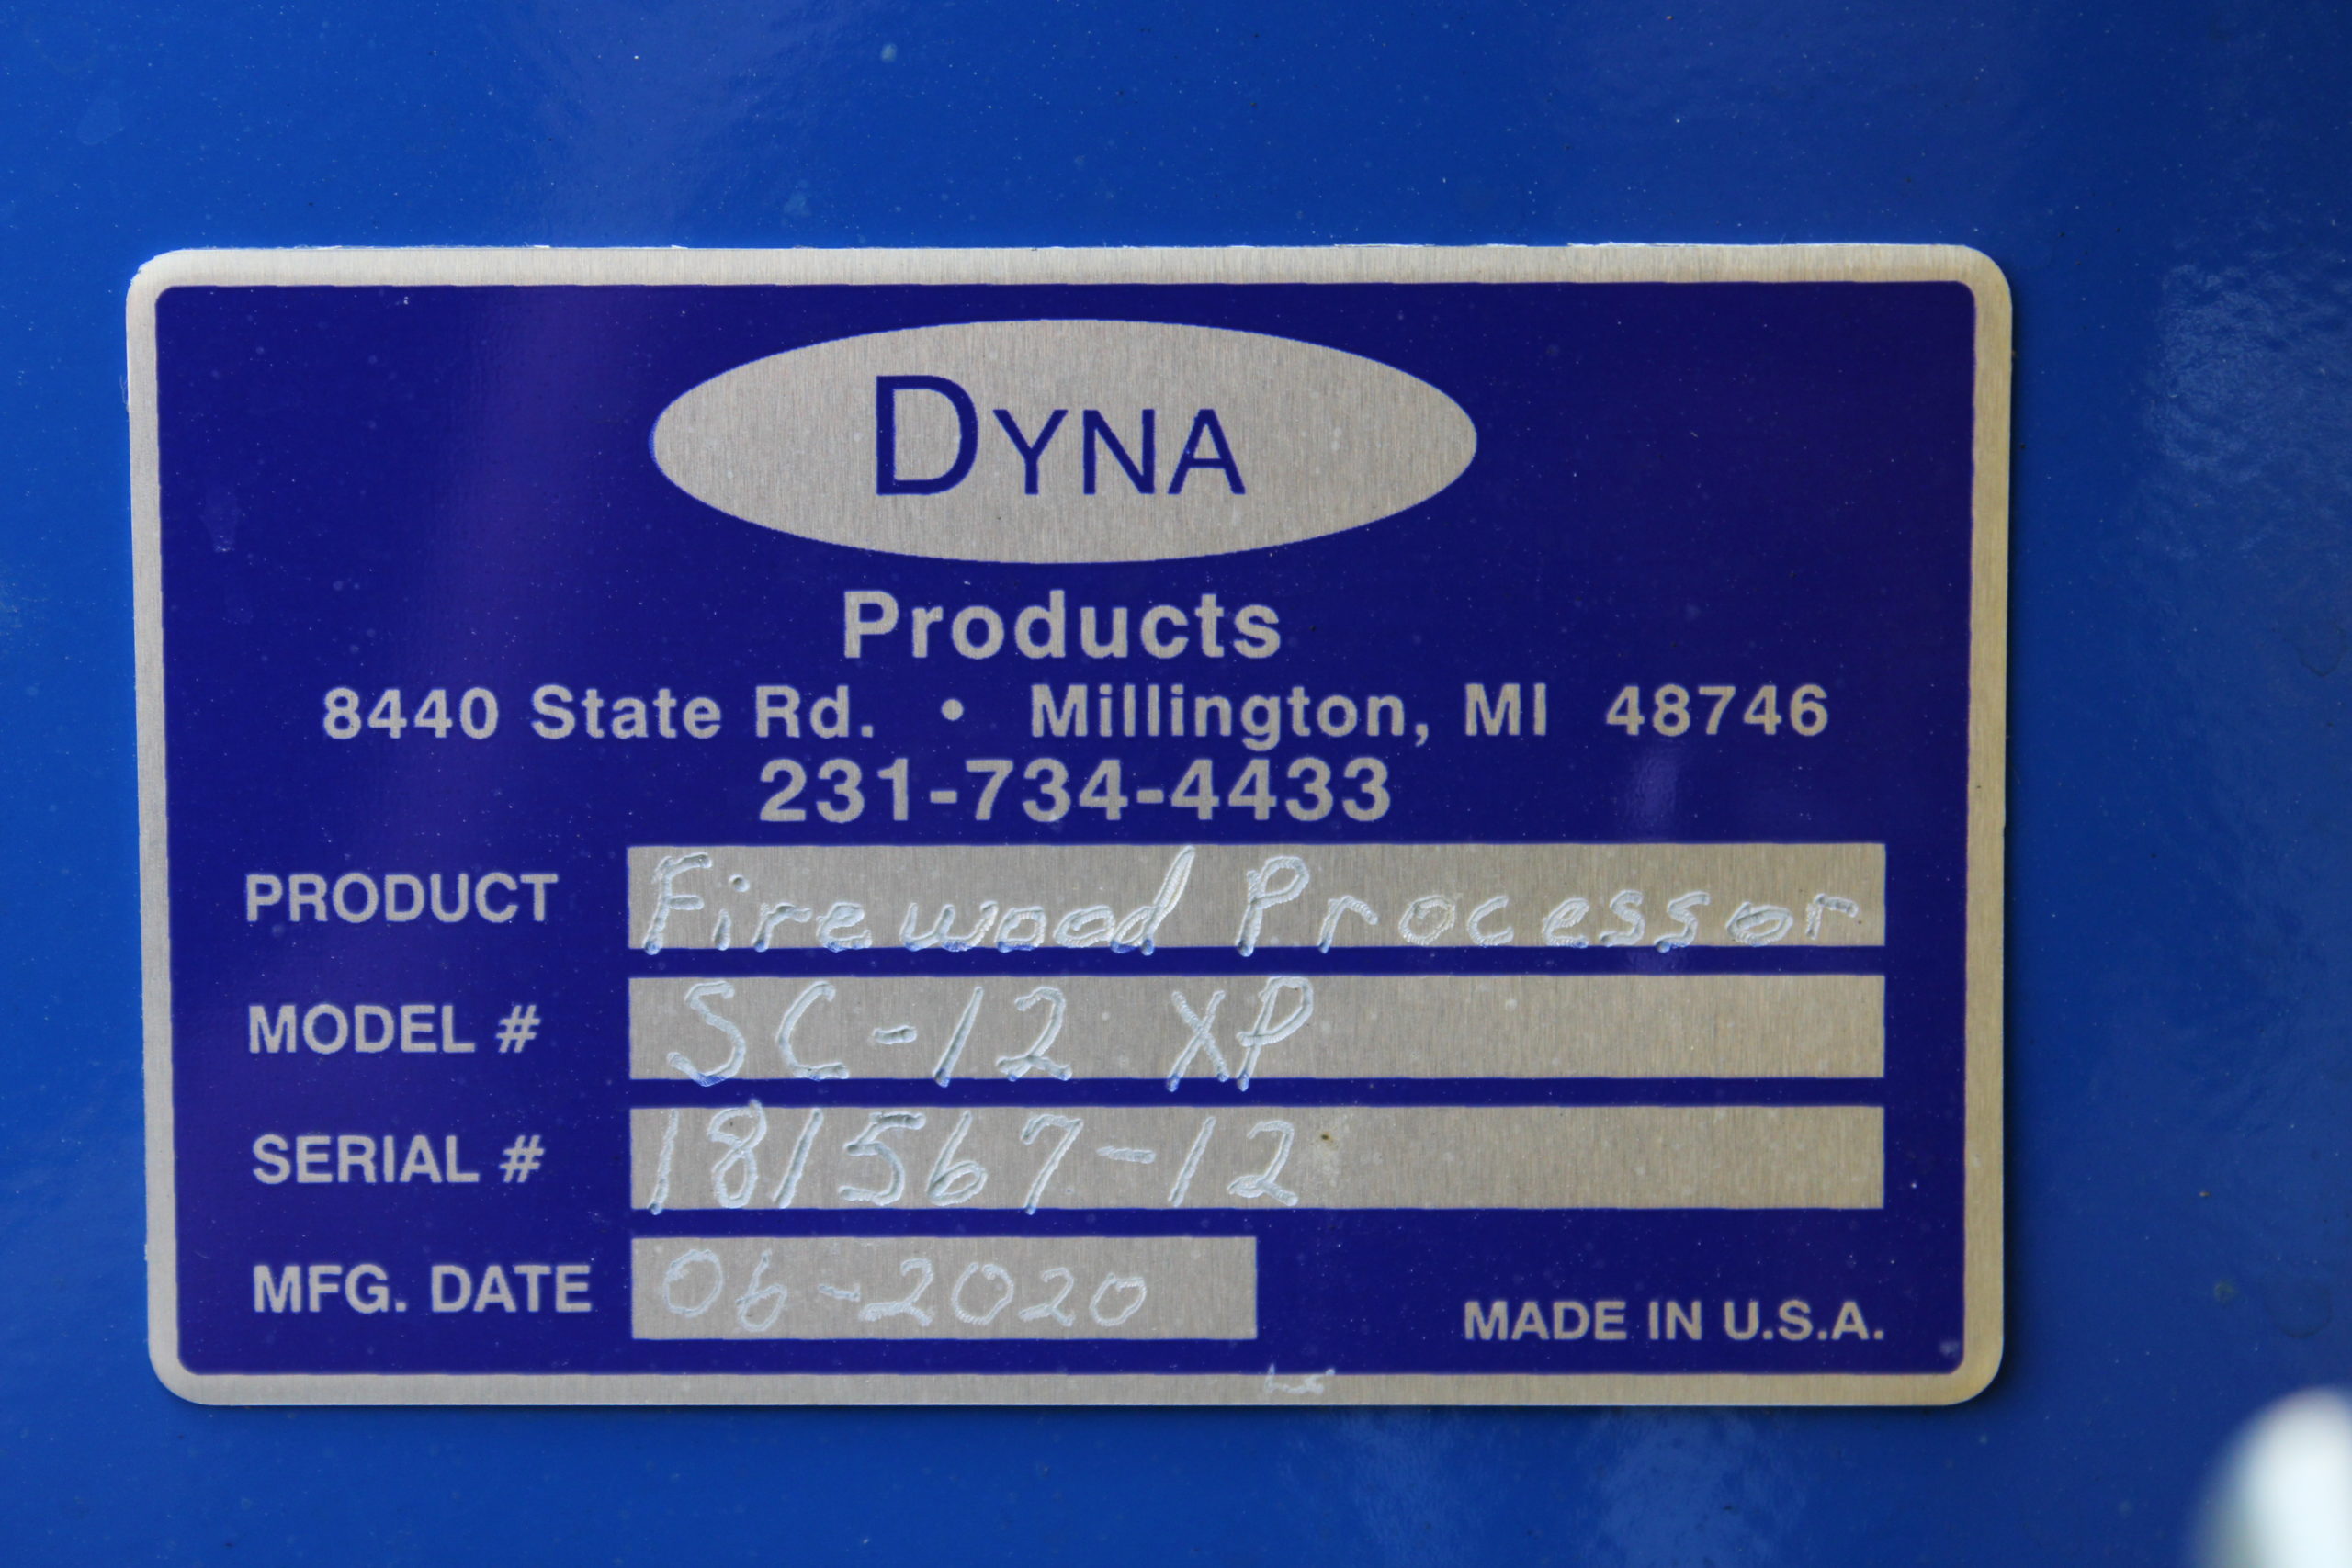 DYNA
Products
8440 State Rd. • Millington, MI 48746
231-734-4433
PRODUCT Firewood Processor
MODEL # SC-12 XP
SERIAL # 181567-12
MFG. DATE 06-2020
MADE IN U.S.A.